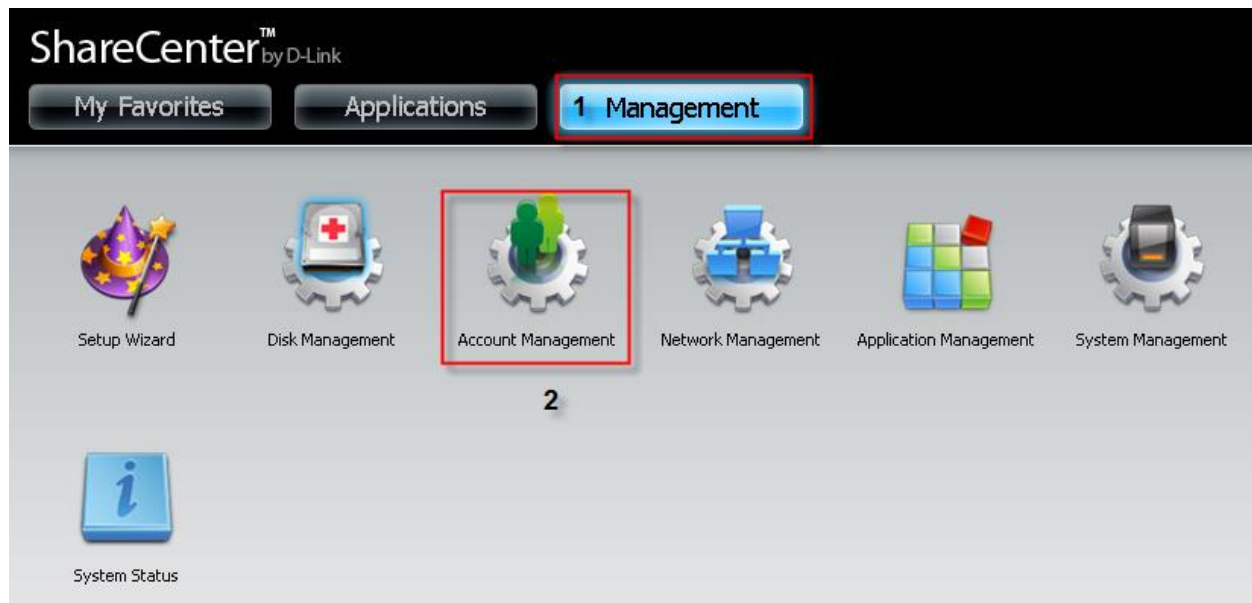 ShareCenter™ by D-Link
My Favorites
Applications
1 Management
Setup Wizard
Disk Management
Account Management
Network Management
Application Management
System Management
2
i
System Status